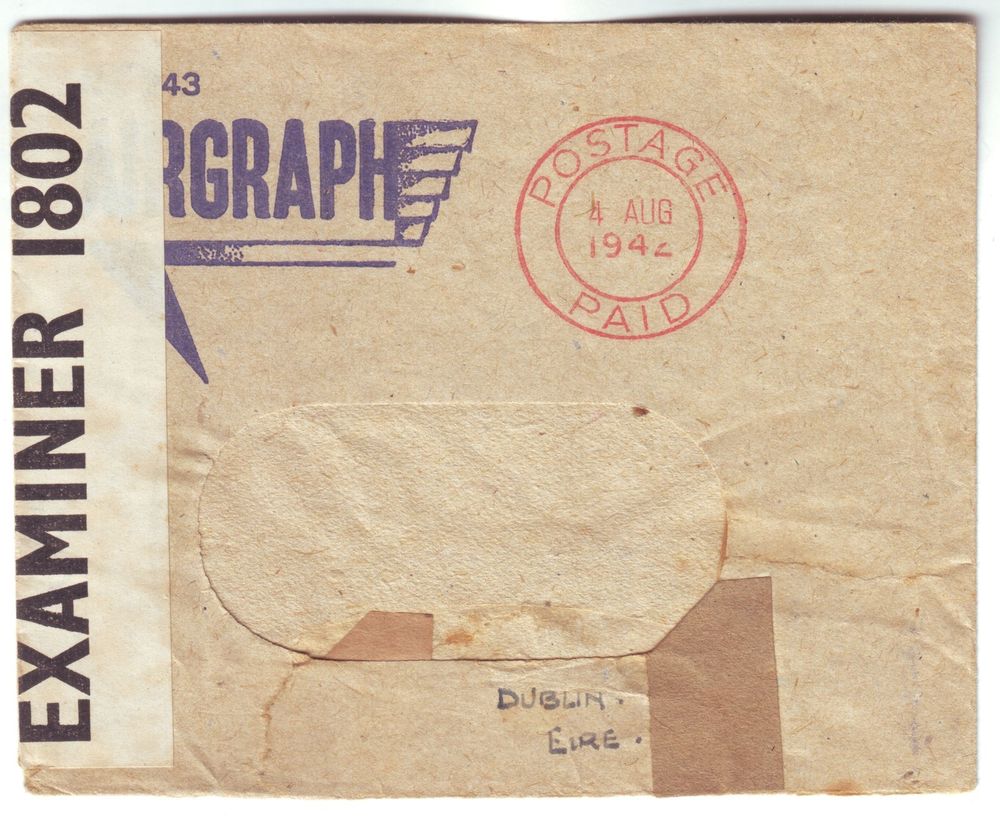 EXAMINER 1802
43
RGRAPH
POSTAGE
4 AUG
1942
PAID
DUBLIN.
EIRE.